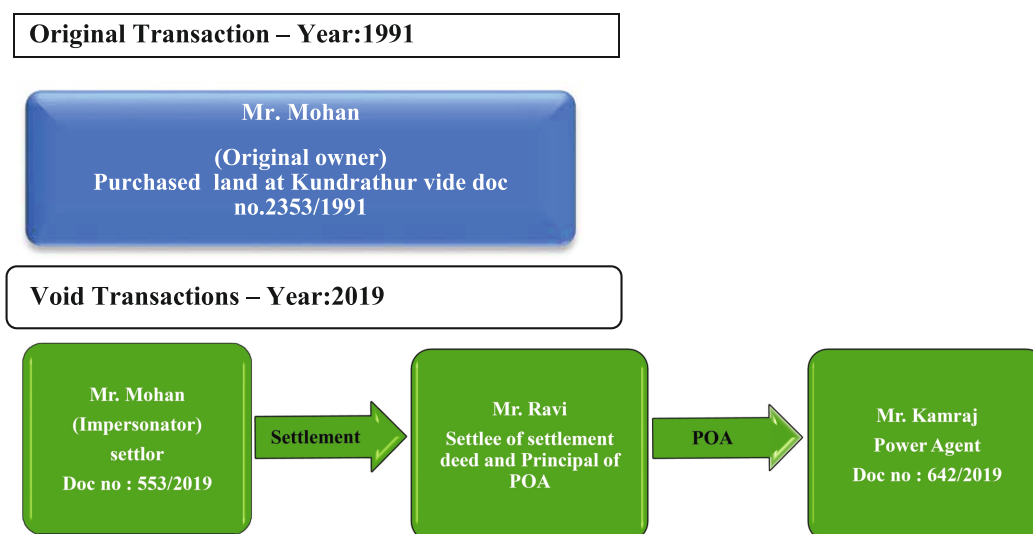 Original Transaction – Year:1991
Mr. Mohan
(Original owner)
Purchased land at Kundrathur vide doc
no.2353/1991
Void Transactions – Year:2019
Mr. Mohan
(Impersonator)
settlor
Doc no : 553/2019
Settlement
Mr. Ravi
Settlee of settlement
deed and Principal of
POA
POA
Mr. Kamraj
Power Agent
Doc no : 642/2019